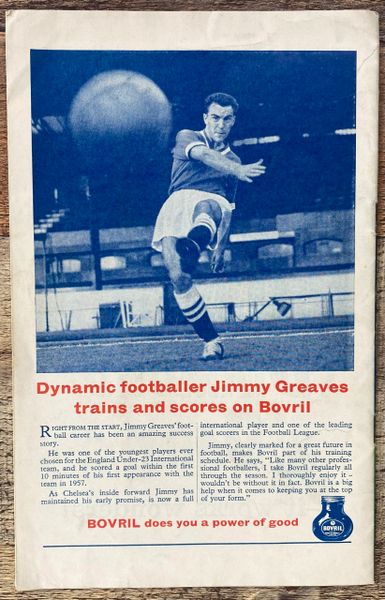 Dynamic footballer Jimmy Greaves
trains and scores on Bovril
RIGHT FROM THE START, Jimmy Greaves' foot-
ball career has been an amazing success
story.
He was one of the youngest players ever
chosen for the England Under-23 International
team, and he scored a goal within the first
10 minutes of his first appearance with the
team in 1957.
As Chelsea's inside forward Jimmy has
maintained his early promise, is now a full
international player and one of the leading
goal scorers in the Football League.
Jimmy, clearly marked for a great future in
football, makes Bovril part of his training
schedule. He says, "Like many other profes-
sional footballers, I take Bovril regularly all
through the season. I thoroughly enjoy it –
wouldn't be without it in fact. Bovril is a big
help when it comes to keeping you at the top
of your form."
BOVRIL does you a power of good
BOVRIL